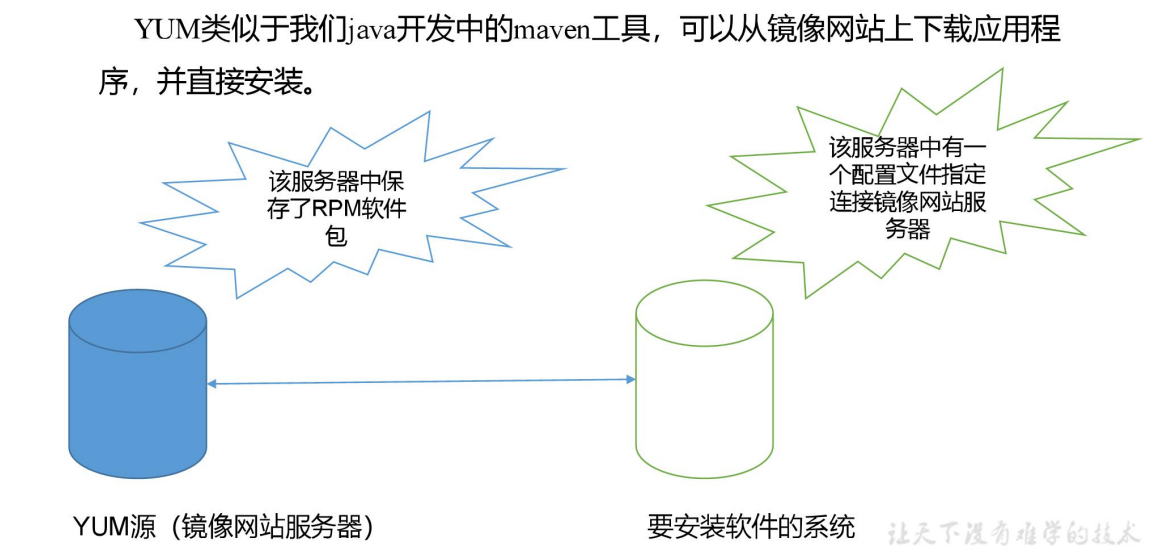 YUM类似于我们java开发中的maven工具，可以从镜像网站上下载应用程
序，并直接安装。
该服务器中保
存了RPM软件
包
该服务器中有一
个配置文件指定
连接镜像网站服
务器
YUM源（镜像网站服务器）
要安装软件的系统
让天下没有难学的技术